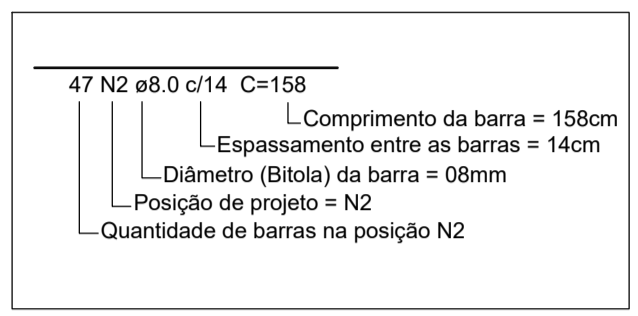 47 N2 ø8.0 c/14 C=158
Comprimento da barra = 158cm
Espassamento entre as barras = 14cm
Diâmetro (Bitola) da barra = 08mm
Posição de projeto = N2
Quantidade de barras na posição N2